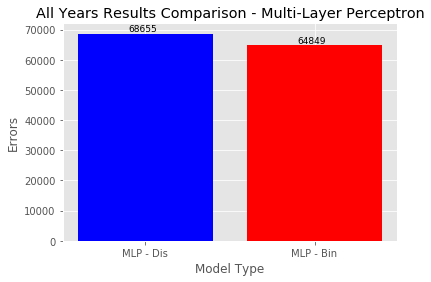 All Years Results Comparison - Multi-Layer Perceptron
70000
60000
50000
40000
30000
20000
10000
0
Errors
68655
64849
MLP - Dis
MLP - Bin
Model Type